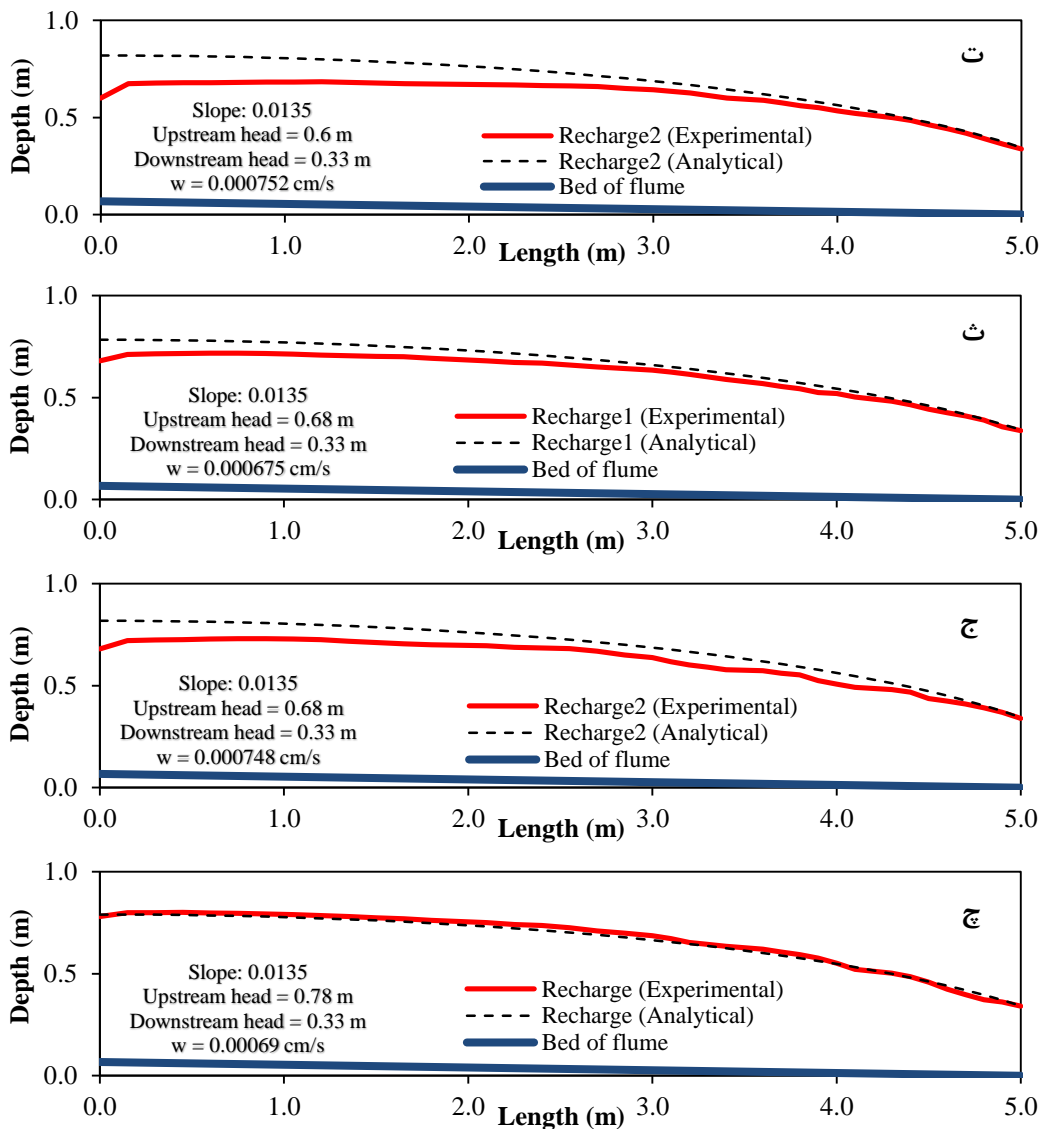 1.0
ت
Depth (m)
0.5
Slope: 0.0135
Upstream head = 0.6 m
Downstream head = 0.33 m
w = 0.000752 cm/s
Recharge2 (Experimental)
Recharge2 (Analytical)
Bed of flume
0.0
0.0 1.0 2.0 3.0 4.0 5.0
Length (m)
1.0
ث
Depth (m)
0.5
Slope: 0.0135
Upstream head = 0.68 m
Downstream head = 0.33 m
w = 0.000675 cm/s
Recharge1 (Experimental)
Recharge1 (Analytical)
Bed of flume
0.0
0.0 1.0 2.0 3.0 4.0 5.0
Length (m)
1.0
ج
Depth (m)
0.5
Slope: 0.0135
Upstream head = 0.68 m
Downstream head = 0.33 m
w = 0.000748 cm/s
Recharge2 (Experimental)
Recharge2 (Analytical)
Bed of flume
0.0
0.0 1.0 2.0 3.0 4.0 5.0
Length (m)
1.0
چ
Depth (m)
0.5
Slope: 0.0135
Upstream head = 0.78 m
Downstream head = 0.33 m
w = 0.00069 cm/s
Recharge (Experimental)
Recharge (Analytical)
Bed of flume
0.0
0.0 1.0 2.0 3.0 4.0 5.0
Length (m)